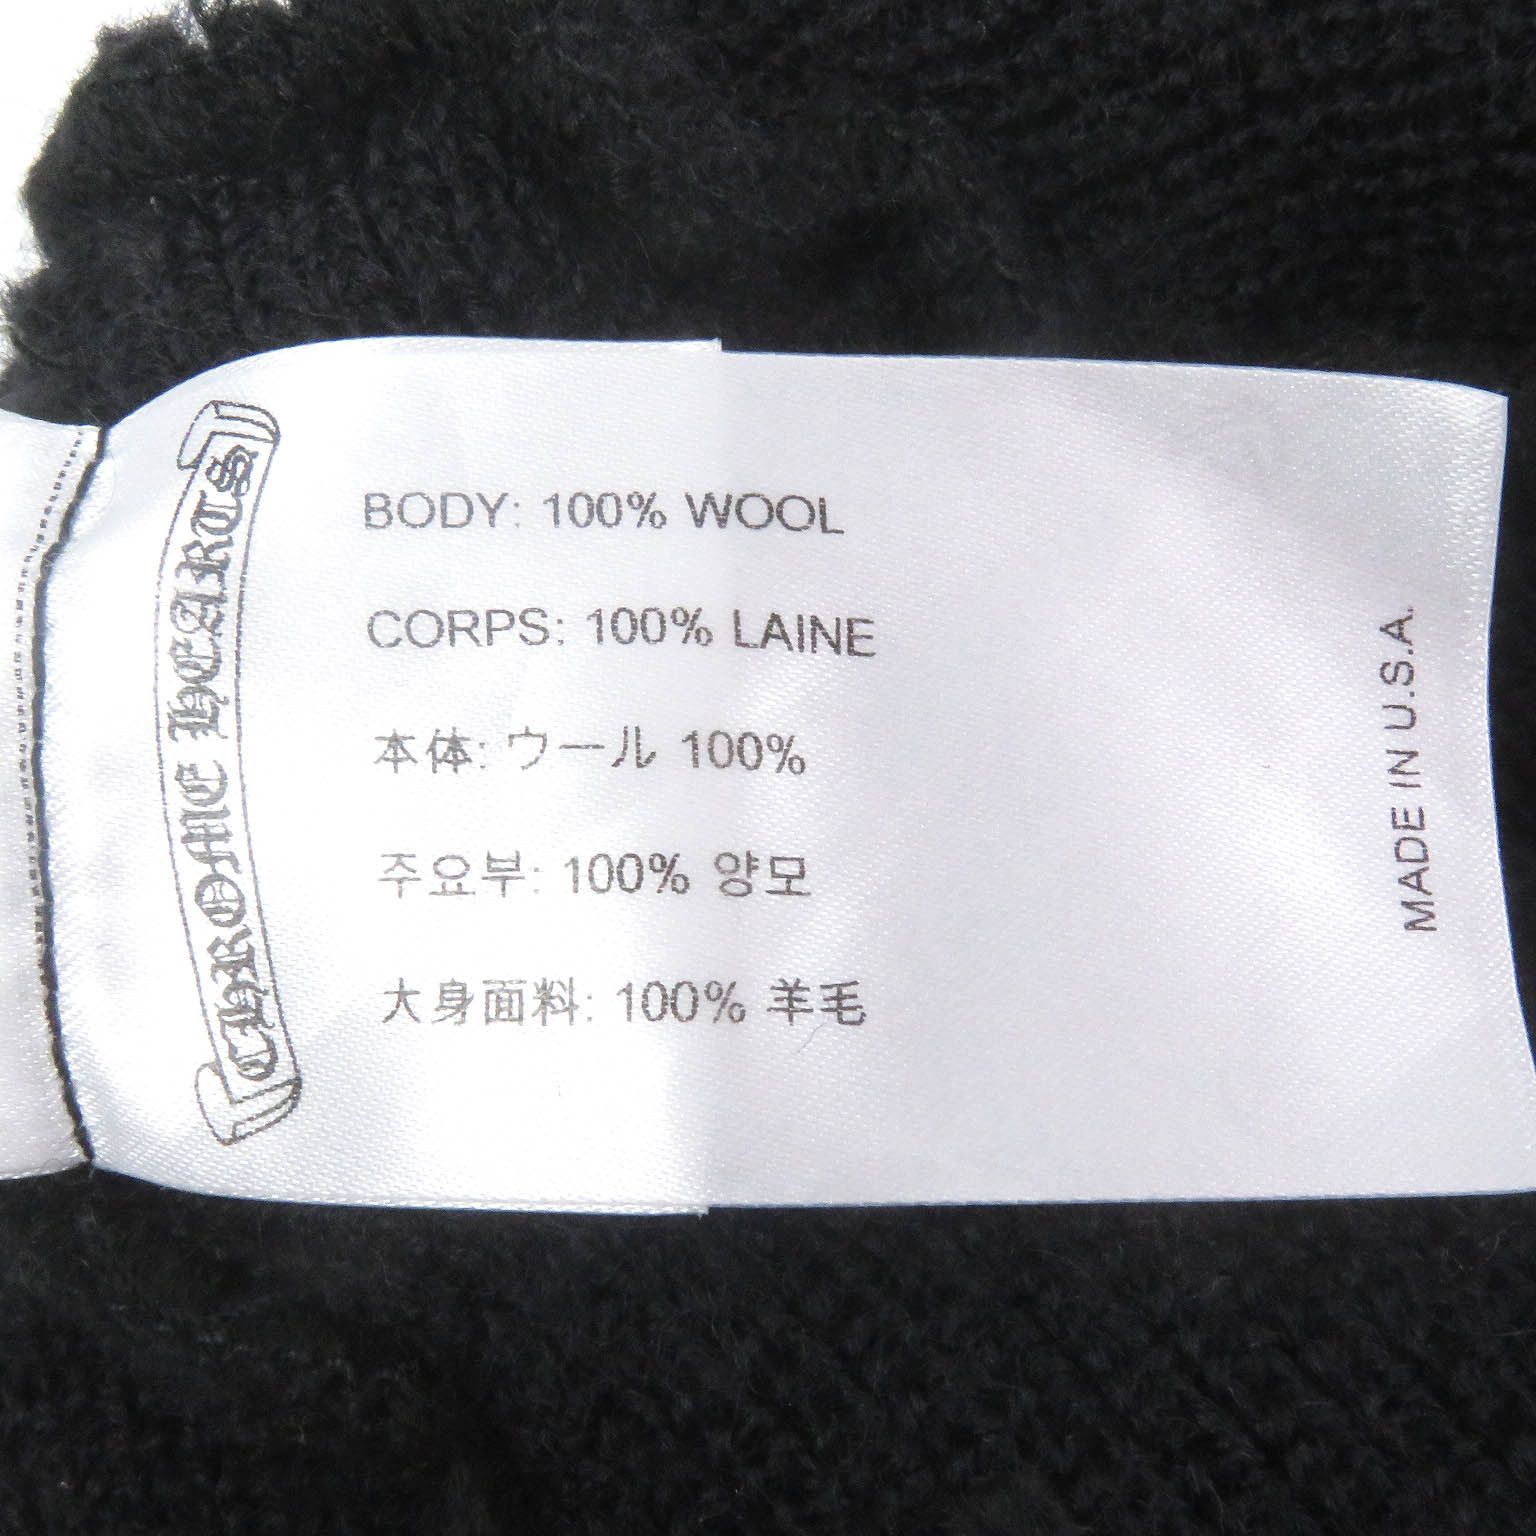 CHROME HEARTS
BODY: 100% WOOL
CORPS: 100% LAINE
本体: ウール 100%
주요부: 100% 양모
大身面料: 100% 羊毛
MADE IN U.S.A.